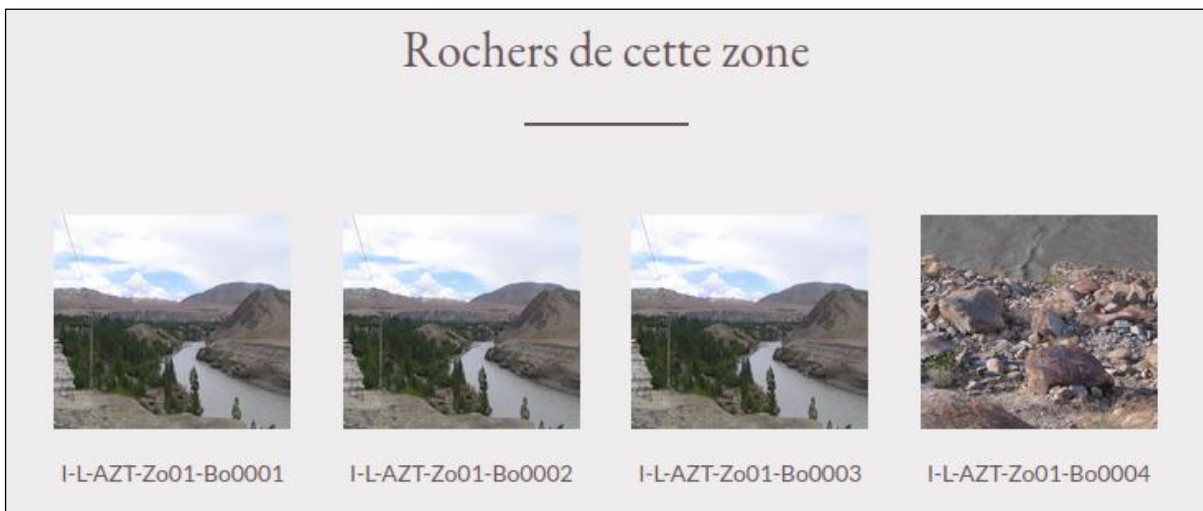 Rochers de cette zone
I-L-AZT-Zo01-Bo0001
I-L-AZT-Zo01-Bo0002
I-L-AZT-Zo01-Bo0003
I-L-AZT-Zo01-Bo0004